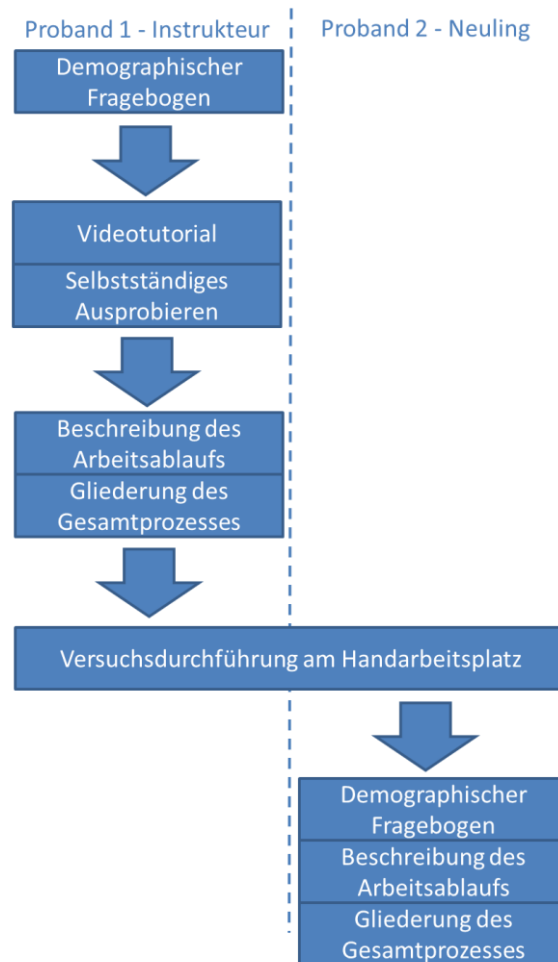 Proband 1 - Instrukteur
Proband 2 - Neuling
Demographischer
Fragebogen
Videotutorial
Selbstständiges
Ausprobieren
Beschreibung des
Arbeitsablaufs
Gliederung des
Gesamtprozesses
Versuchsdurchführung am Handarbeitsplatz
Demographischer
Fragebogen
Beschreibung des
Arbeitsablaufs
Gliederung des
Gesamtprozesses